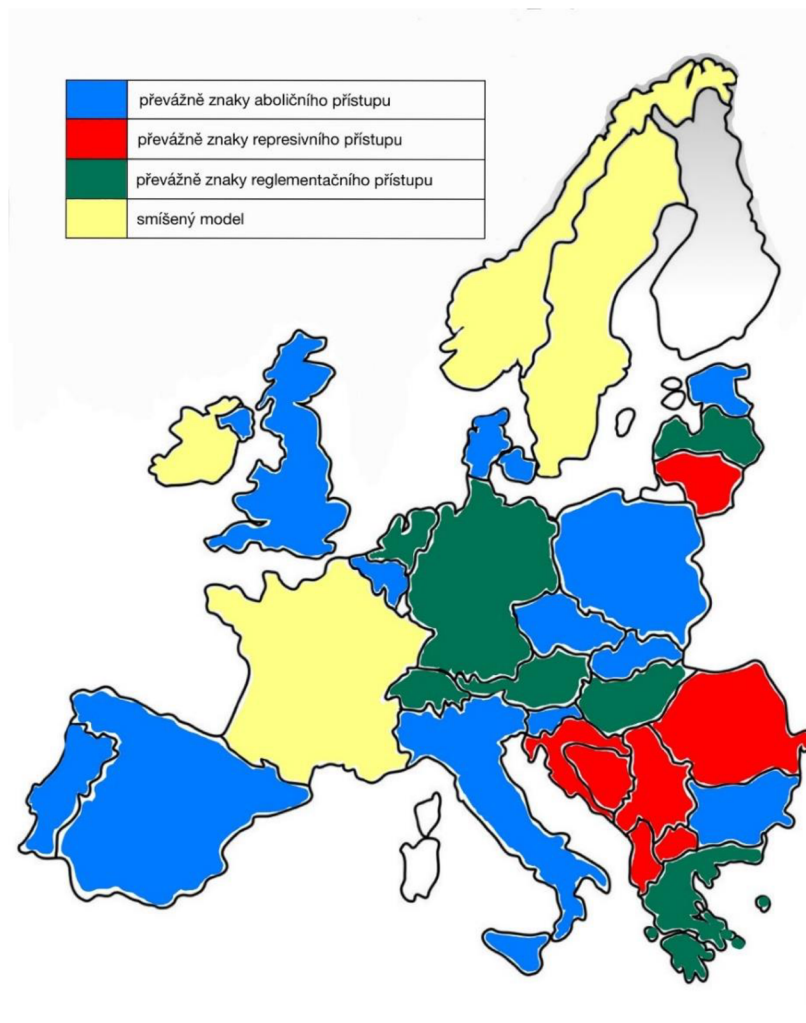 převážně znaky aboličního přístupu
převážně znaky represivního přístupu
převážně znaky reglementačního přístupu
smíšený model